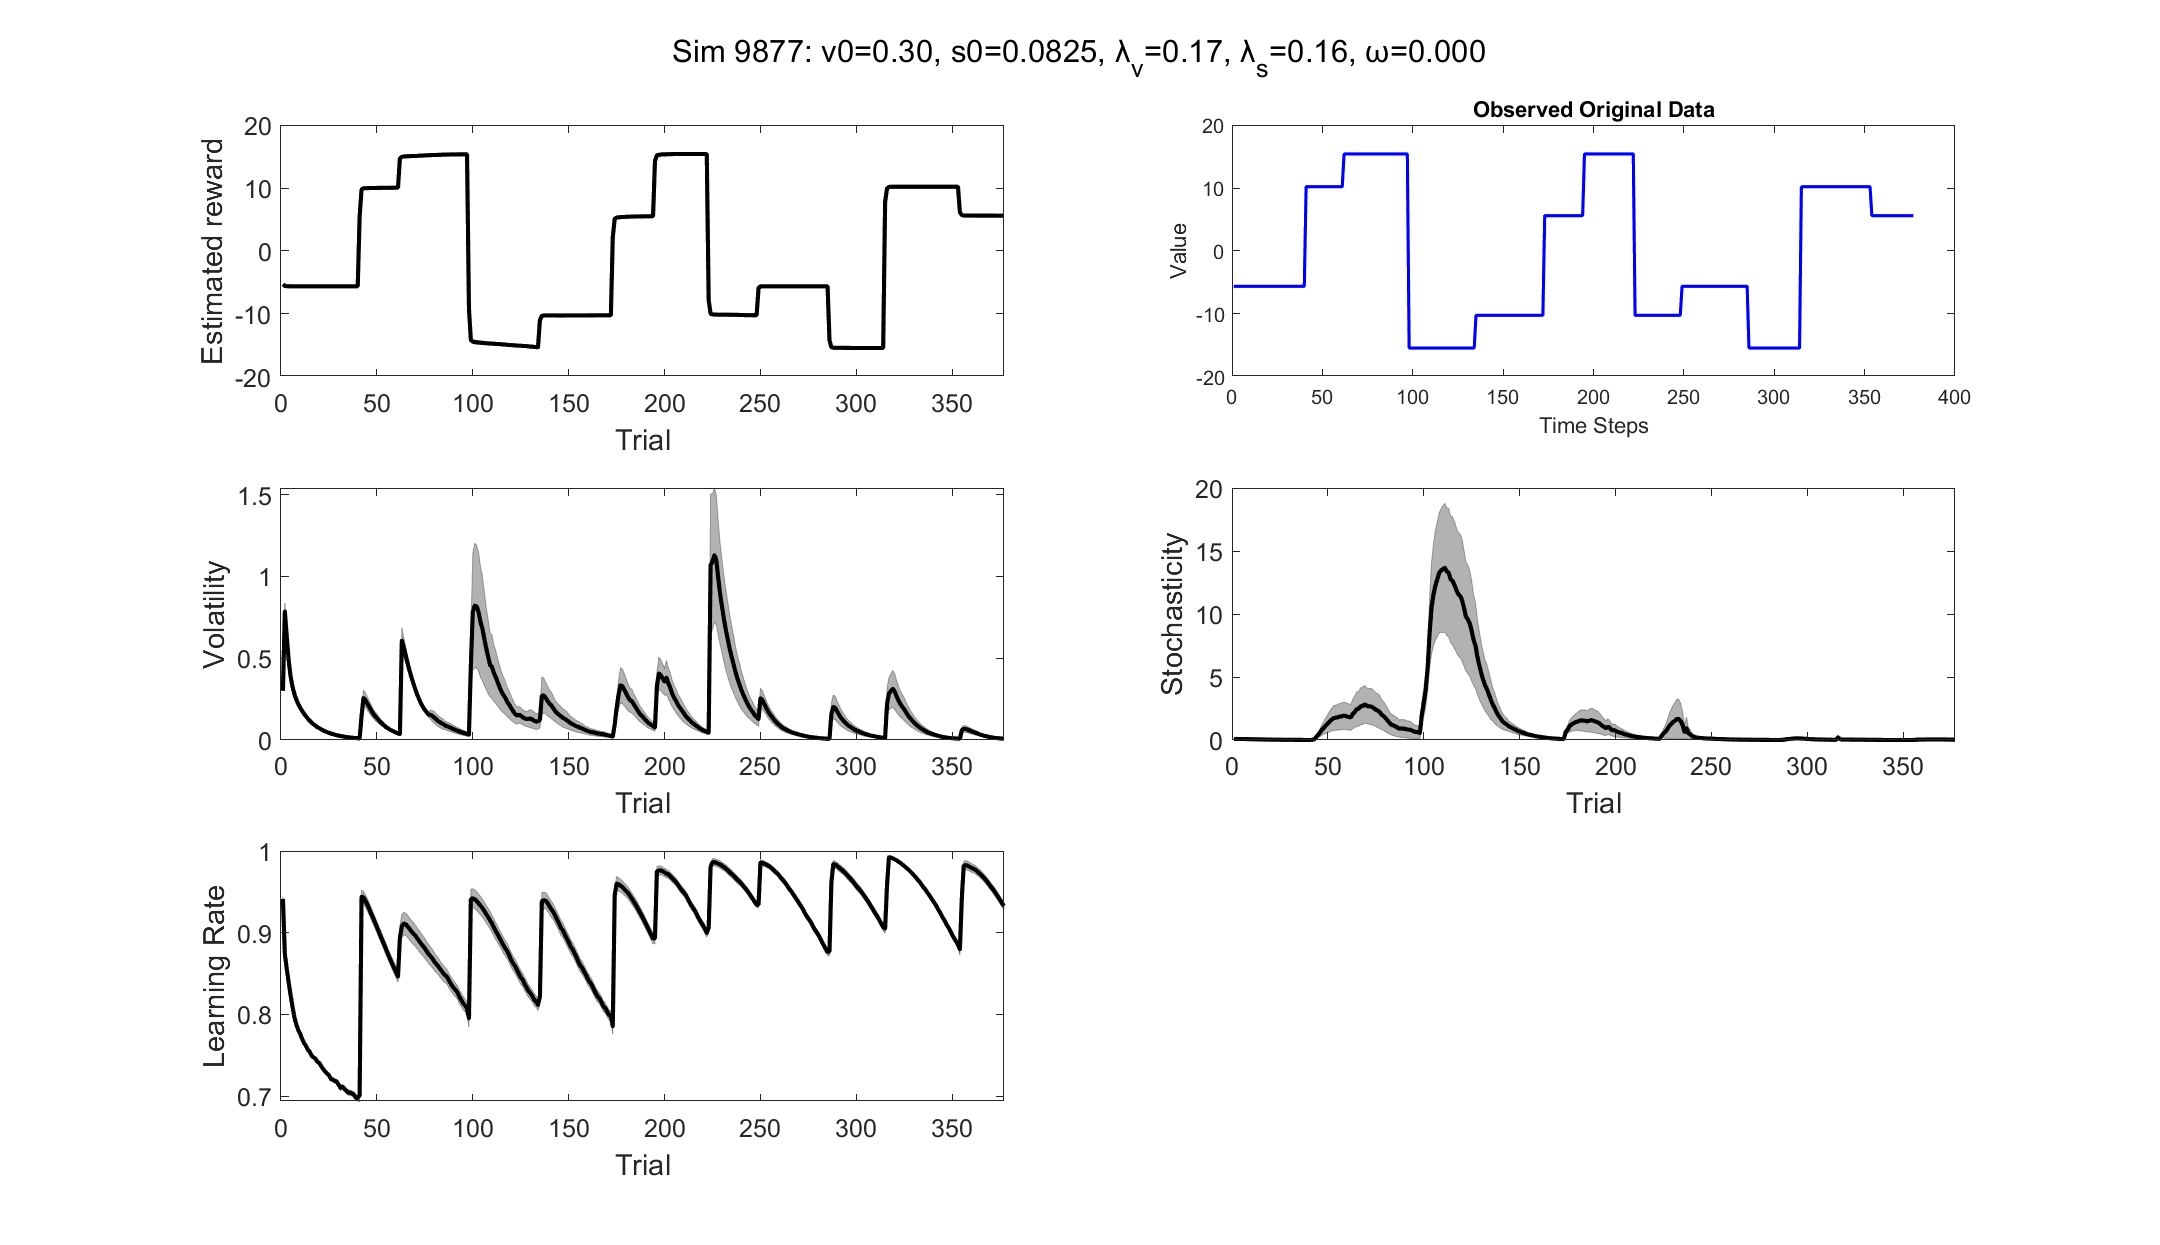 Sim 9877: v0=0.30, s0=0.0825, λv=0.17, λs=0.16, ω=0.000
20
10
0
-10
-20
Estimated reward
0 50 100 150 200 250 300 350
Trial
Observed Original Data
20
10
0
-10
-20
Value
0 50 100 150 200 250 300 350 400
Time Steps
1.5
1
0.5
0
Volatility
0 50 100 150 200 250 300 350
Trial
20
15
10
5
0
Stochasticity
0 50 100 150 200 250 300 350
Trial
1
0.9
0.8
0.7
Learning Rate
0 50 100 150 200 250 300 350
Trial